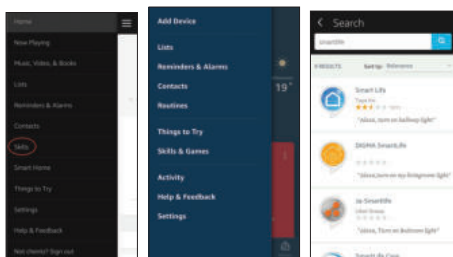 Home
Now Playing
Music, Video, & Books
Lists
Reminders & Alarms
Contacts
Skills
Smart Home
Things to Try
Settings
Help & Feedback
Sign out
Add Device
Lists
Reminders & Alarms
Contacts
Routines
Things to Try
Skills & Games
Activity
Help & Feedback
Settings
19°
Search
smartlife
RESULTS Sort by: Relevance
Smart Life
"Alexa, turn on hallway light"
DIGMA SmartLife
"Alexa, turn on my livingroom light"
Jo Smartlife
"Alexa, Turn on Bedroom light"